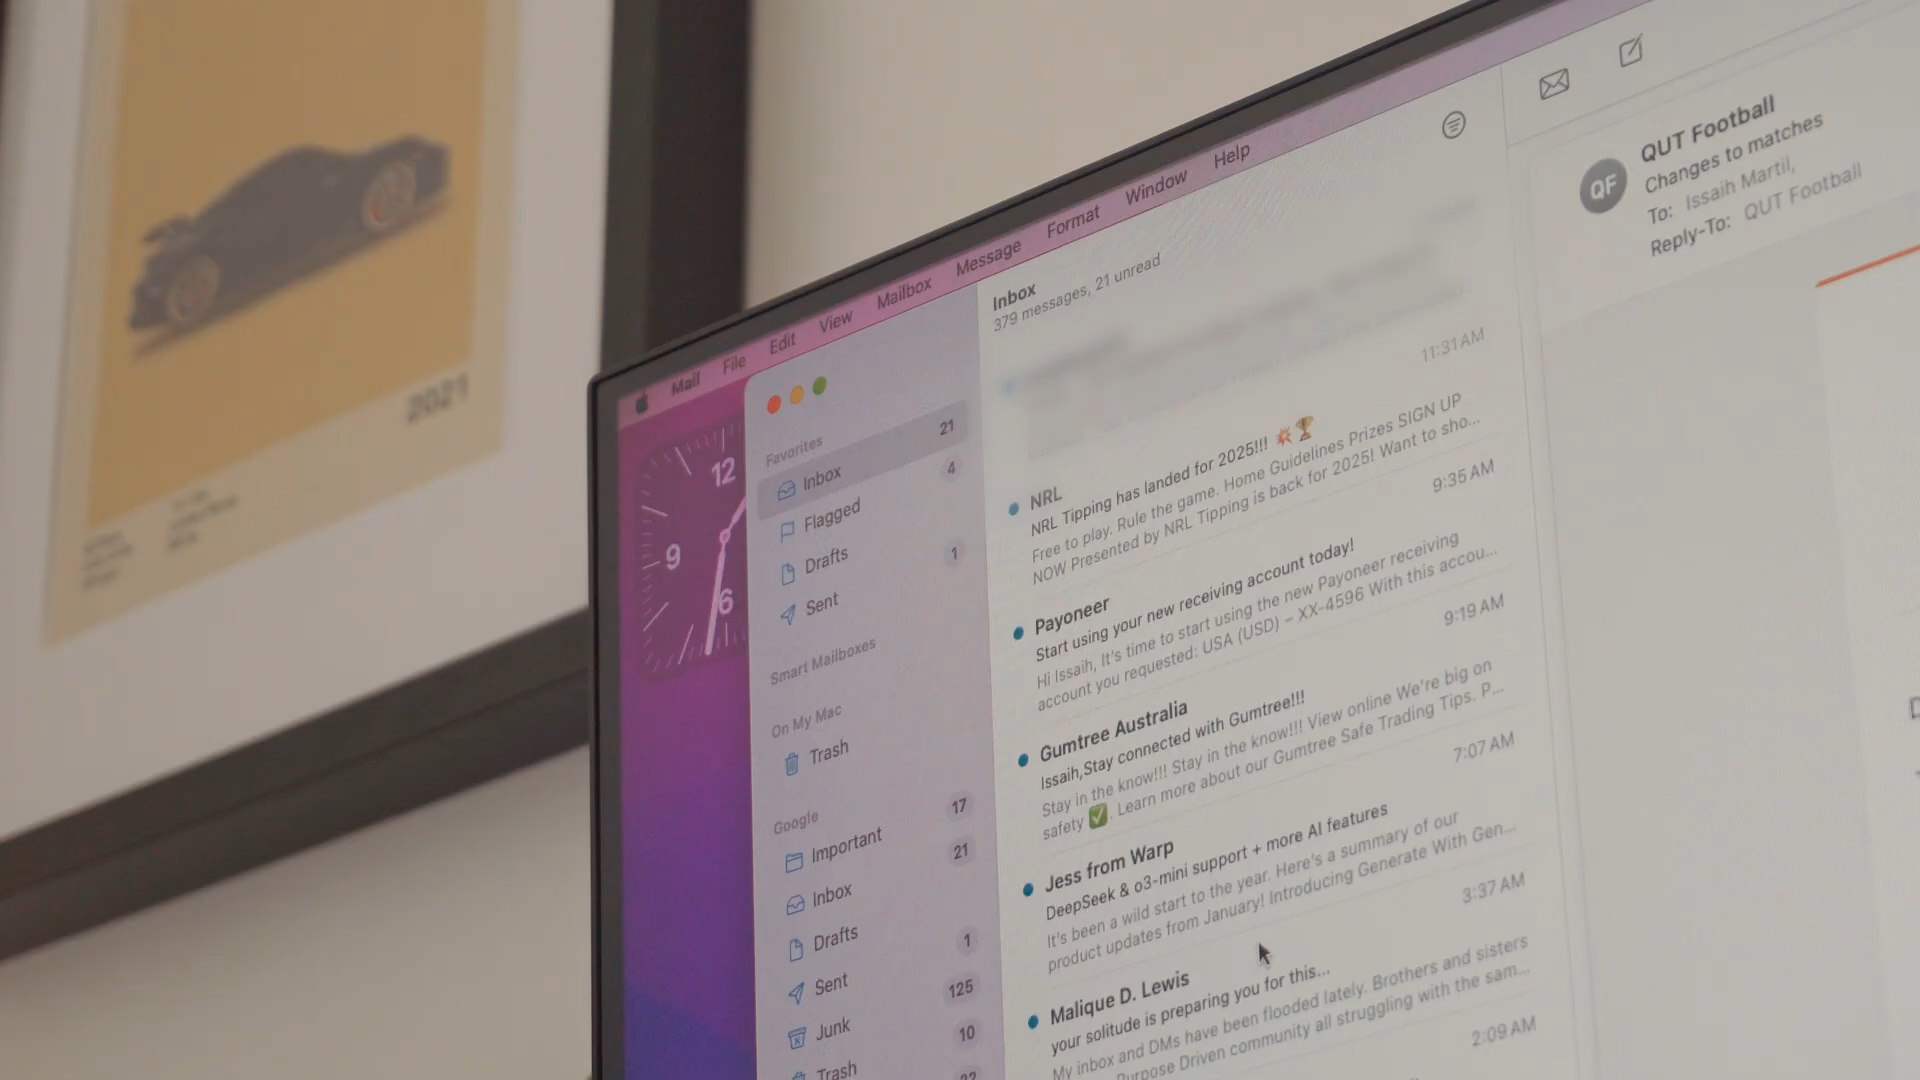 2021
Mail File Edit View Mailbox Message Format Window Help
12
9
6
Favorites
Inbox 21
Flagged 4
Drafts
Sent 1
Smart Mailboxes
On My Mac
Trash
Google
Important 17
Inbox 21
Drafts
Sent 1
Junk 125
Trash 10
Inbox
379 messages, 21 unread
11:31 AM
NRL
NRL Tipping has landed for 2025!!! 💥🏆
Free to play. Rule the game. Home Guidelines Prizes SIGN UP
NOW Presented by NRL Tipping is back for 2025! Want to sho...
9:35 AM
Payoneer
Start using your new receiving account today!
Hi Issaih, It's time to start using the new Payoneer receiving
account you requested: USA (USD) – XX-4596 With this accou...
9:19 AM
Gumtree Australia
Issaih,Stay connected with Gumtree!!!
Stay in the know!!! Stay in the know!!! View online We're big on
safety ✅. Learn more about our Gumtree Safe Trading Tips. P...
7:07 AM
Jess from Warp
DeepSeek & o3-mini support + more AI features
It's been a wild start to the year. Here's a summary of our
product updates from January! Introducing Generate With Gen...
3:37 AM
Malique D. Lewis
your solitude is preparing you for this...
My inbox and DMs have been flooded lately. Brothers and sisters
Purpose Driven community all struggling with the sam...
2:09 AM
QF
QUT Football
Changes to matches
To: Issaih Martil,
Reply-To: QUT Football